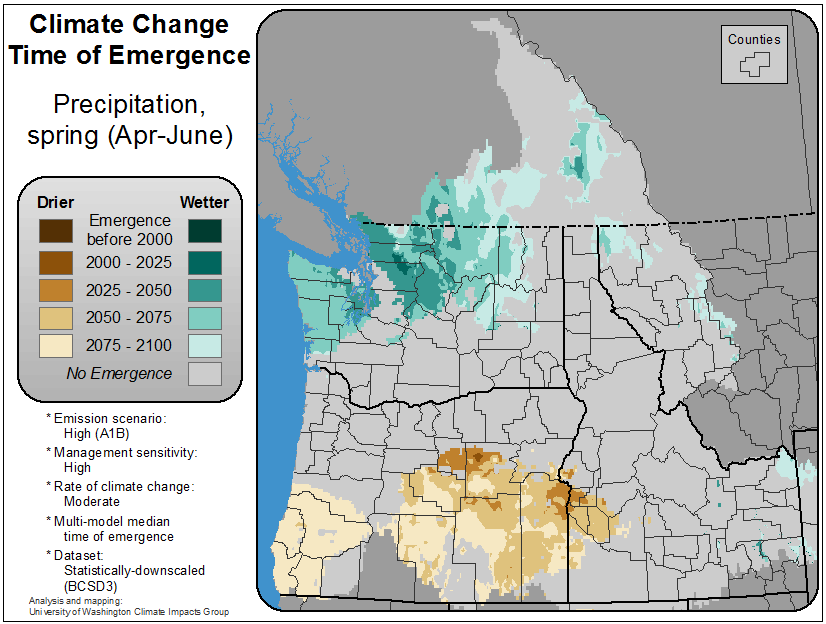 Climate Change
Time of Emergence
Precipitation,
spring (Apr-June)
Drier Wetter
Emergence
before 2000
2000 - 2025
2025 - 2050
2050 - 2075
2075 - 2100
No Emergence
* Emission scenario:
High (A1B)
* Management sensitivity:
High
* Rate of climate change:
Moderate
* Multi-model median
time of emergence
* Dataset:
Statistically-downscaled
(BCSD3)
Analysis and mapping:
University of Washington Climate Impacts Group
Counties